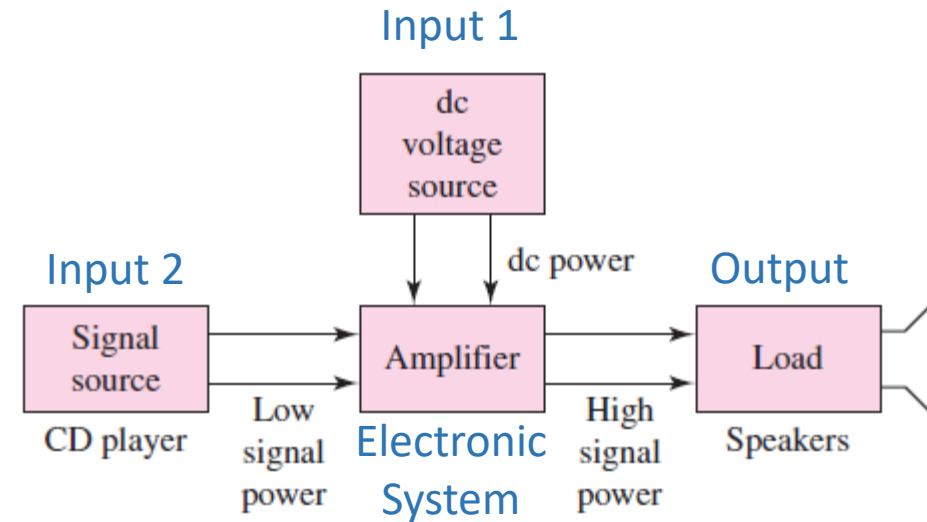 Input 1
dc
voltage
source
dc power
Input 2
Output
Signal
source
Amplifier
Load
CD player
Low
signal
power
Electronic
System
High
signal
power
Speakers